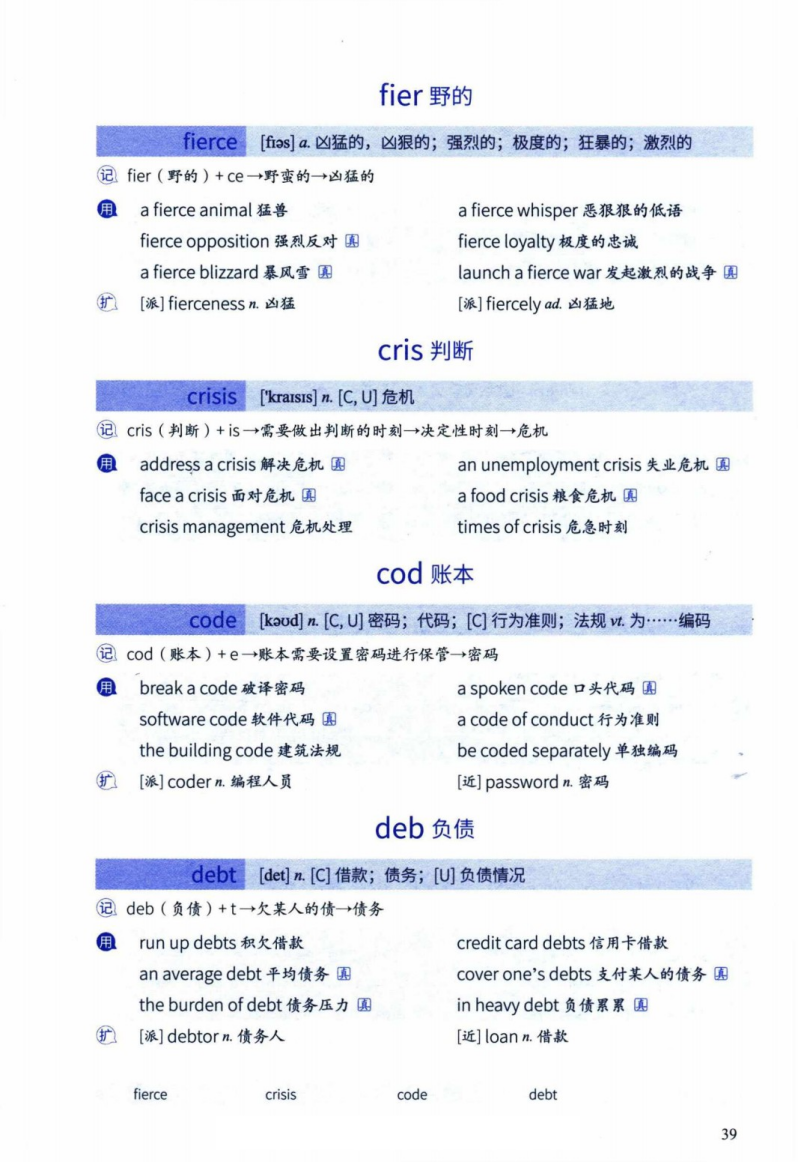 fier 野的
fierce [fɪəs] a. 凶猛的，凶狠的；强烈的；极度的；狂暴的；激烈的
记 fier（野的）+ ce→野蛮的→凶猛的
用 a fierce animal 猛兽 a fierce whisper 恶狠狠的低语
fierce opposition 强烈反对 真 fierce loyalty 极度的忠诚
a fierce blizzard 暴风雪 真 launch a fierce war 发起激烈的战争 真
扩 [派] fierceness n. 凶猛 [派] fiercely ad. 凶猛地
cris 判断
crisis ['kraɪsɪs] n. [C, U] 危机
记 cris（判断）+ is→需要做出判断的时刻→决定性时刻→危机
用 address a crisis 解决危机 真 an unemployment crisis 失业危机 真
face a crisis 面对危机 真 a food crisis 粮食危机 真
crisis management 危机处理 times of crisis 危急时刻
cod 账本
code [kəʊd] n. [C, U] 密码；代码；[C] 行为准则；法规 vt. 为……编码
记 cod（账本）+ e→账本需要设置密码进行保管→密码
用 break a code 破译密码 a spoken code 口头代码 真
software code 软件代码 真 a code of conduct 行为准则
the building code 建筑法规 be coded separately 单独编码
扩 [派] coder n. 编程人员 [近] password n. 密码
deb 负债
debt [det] n. [C] 借款；债务；[U] 负债情况
记 deb（负债）+ t→欠某人的债→债务
用 run up debts 积欠借款 credit card debts 信用卡借款
an average debt 平均债务 真 cover one's debts 支付某人的债务 真
the burden of debt 债务压力 真 in heavy debt 负债累累 真
扩 [派] debtor n. 债务人 [近] loan n. 借款
fierce crisis code debt
39